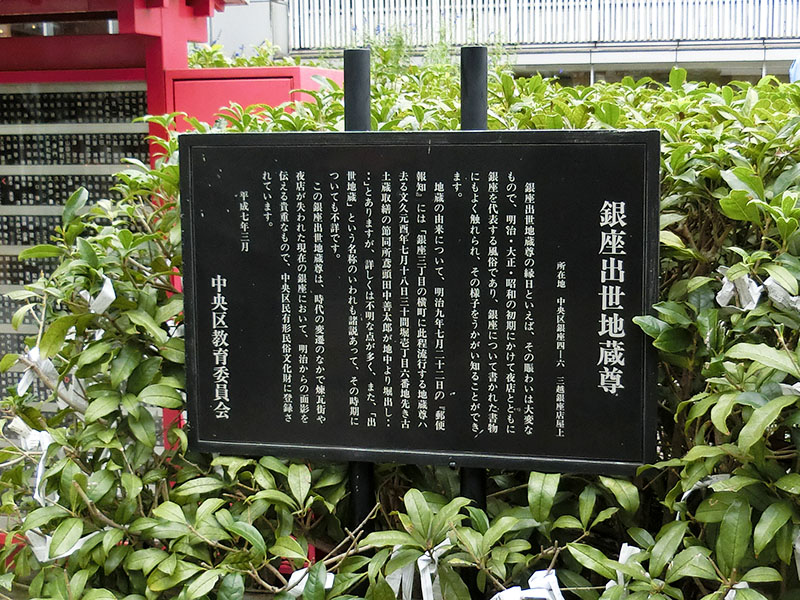 銀座出世地蔵尊
所在地 中央区銀座四-六 三越銀座店屋上
銀座出世地蔵尊の縁日といえば、その賑わいは大変な
もので、明治・大正・昭和の初期にかけて夜店とともに
銀座を代表する風俗であり、銀座について書かれた書物
にもよく触れられ、その様子をうかがい知ることができ
ます。
地蔵の由来について、明治九年七月二十二日の『郵便
報知』には「銀座三丁目の横町に此程流行する地蔵尊ハ
去る文久元酉年七月十八日三十間堀壱丁目六番地先き古
土蔵取繕の節同所鳶頭田中善六郎が地中より堀出し‥
‥」とありますが、詳しくは不明な点が多く、また、「出
世地蔵」という名称のいわれも諸説あって、その時期に
ついても不詳です。
この銀座出世地蔵尊は、時代の変遷のなかで煉瓦街や
夜店が失われた現在の銀座において、明治からの面影を
伝える貴重なもので、中央区民有形民俗文化財に登録さ
れています。
平成七年三月
中央区教育委員会